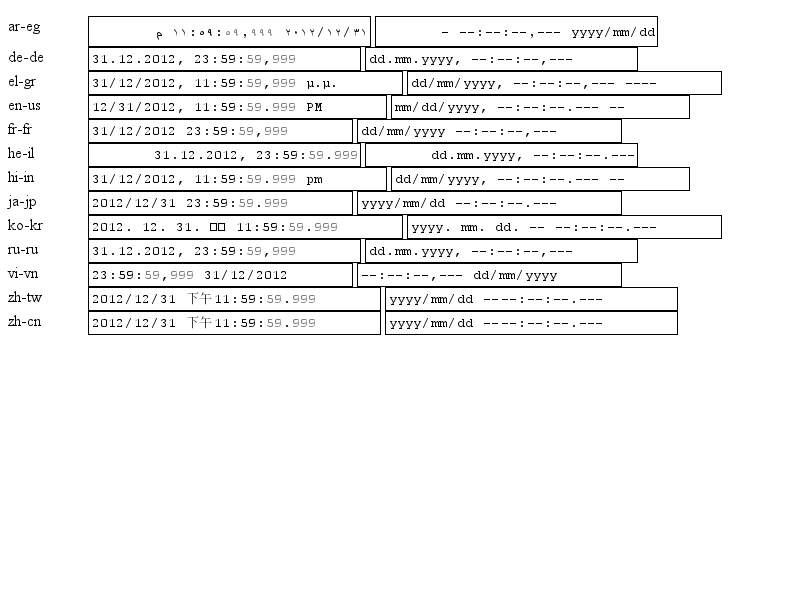 ar-eg ٣١/١٢/٢٠١٢ ١١:٥٩:٥٩,٩٩٩ م yyyy/mm/dd --:--:--,--- -
de-de 31.12.2012, 23:59:59,999 dd.mm.yyyy, --:--:--,---
el-gr 31/12/2012, 11:59:59,999 μ.μ. dd/mm/yyyy, --:--:--,--- ----
en-us 12/31/2012, 11:59:59.999 PM mm/dd/yyyy, --:--:--.--- --
fr-fr 31/12/2012 23:59:59,999 dd/mm/yyyy --:--:--,---
he-il 31.12.2012, 23:59:59.999 dd.mm.yyyy, --:--:--.---
hi-in 31/12/2012, 11:59:59.999 pm dd/mm/yyyy, --:--:--.--- --
ja-jp 2012/12/31 23:59:59.999 yyyy/mm/dd --:--:--.---
ko-kr 2012. 12. 31. 11:59:59.999 yyyy. mm. dd. -- --:--:--.---
ru-ru 31.12.2012, 23:59:59,999 dd.mm.yyyy, --:--:--,---
vi-vn 23:59:59,999 31/12/2012 --:--:--,--- dd/mm/yyyy
zh-tw 2012/12/31 下午11:59:59.999 yyyy/mm/dd ----:--:--.---
zh-cn 2012/12/31 下午11:59:59.999 yyyy/mm/dd ----:--:--.---